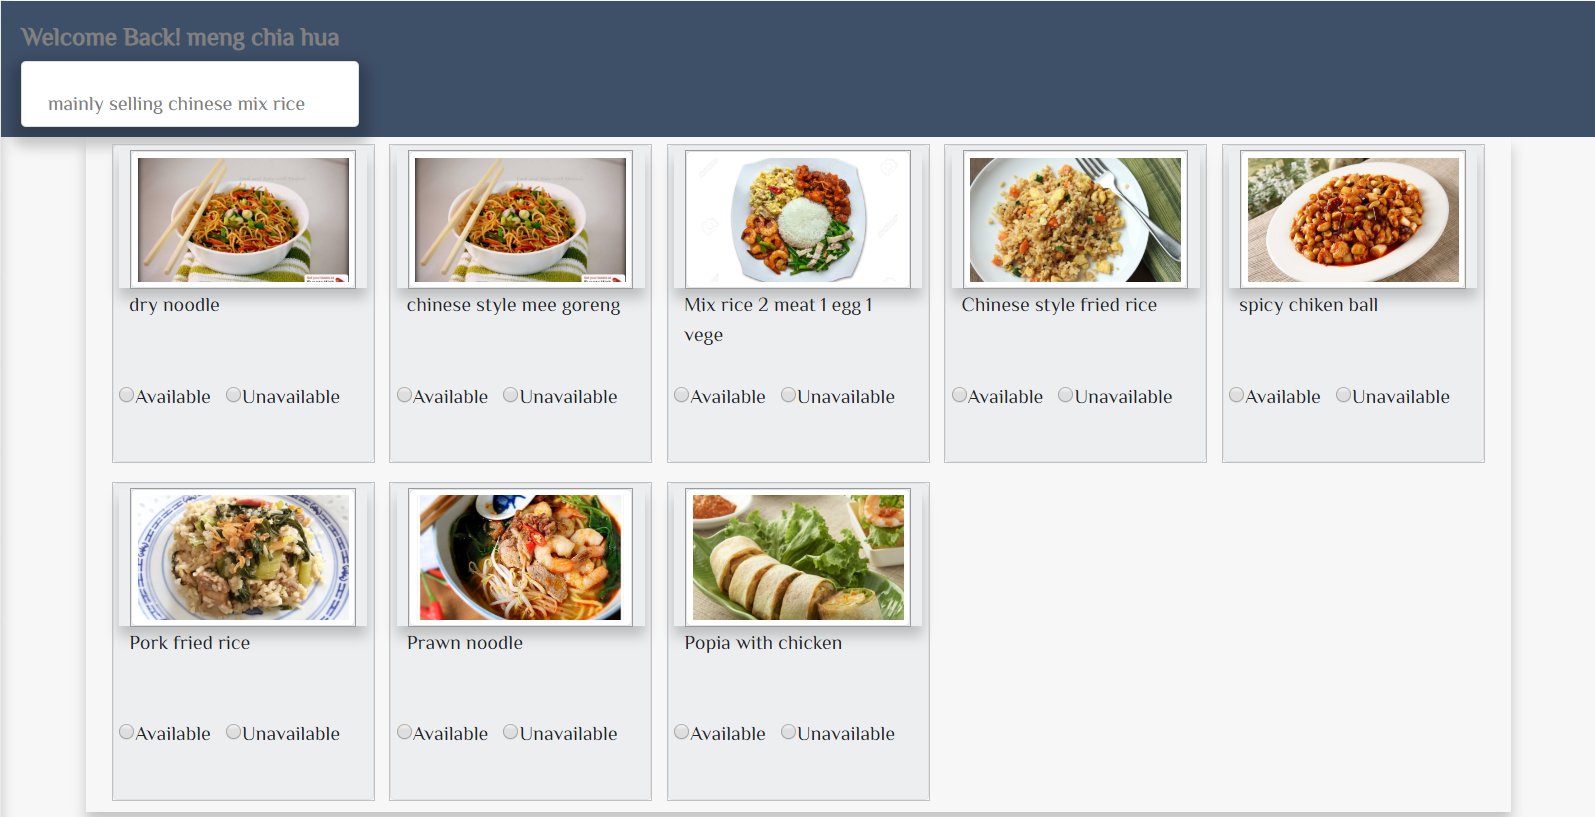 Welcome Back! meng chia hua
mainly selling chinese mix rice
dry noodle
chinese style mee goreng
Mix rice 2 meat 1 egg 1
vege
Chinese style fried rice
spicy chiken ball
Available Unavailable
Available Unavailable
Available Unavailable
Available Unavailable
Available Unavailable
Pork fried rice
Prawn noodle
Popia with chicken
Available Unavailable
Available Unavailable
Available Unavailable